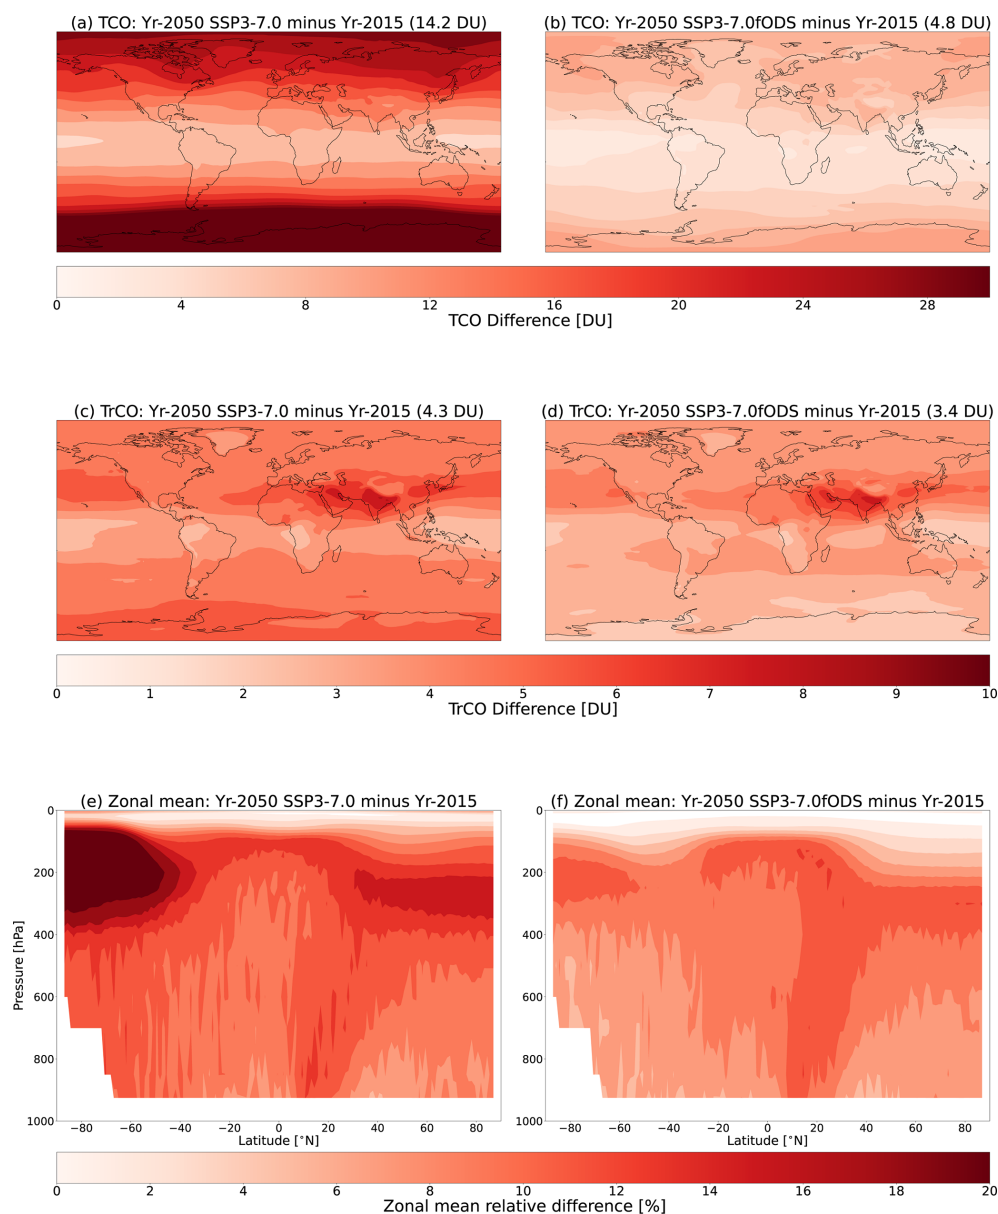 (a) TCO: Yr-2050 SSP3-7.0 minus Yr-2015 (14.2 DU)
(b) TCO: Yr-2050 SSP3-7.0fODS minus Yr-2015 (4.8 DU)
0 4 8 12 16 20 24 28
TCO Difference [DU]
(c) TrCO: Yr-2050 SSP3-7.0 minus Yr-2015 (4.3 DU)
(d) TrCO: Yr-2050 SSP3-7.0fODS minus Yr-2015 (3.4 DU)
0 1 2 3 4 5 6 7 8 9 10
TrCO Difference [DU]
(e) Zonal mean: Yr-2050 SSP3-7.0 minus Yr-2015
(f) Zonal mean: Yr-2050 SSP3-7.0fODS minus Yr-2015
Pressure [hPa]
0
200
400
600
800
1000
−80 −60 −40 −20 0 20 40 60 80
Latitude [°N]
0
200
400
600
800
1000
−80 −60 −40 −20 0 20 40 60 80
Latitude [°N]
0 2 4 6 8 10 12 14 16 18 20
Zonal mean relative difference [%]